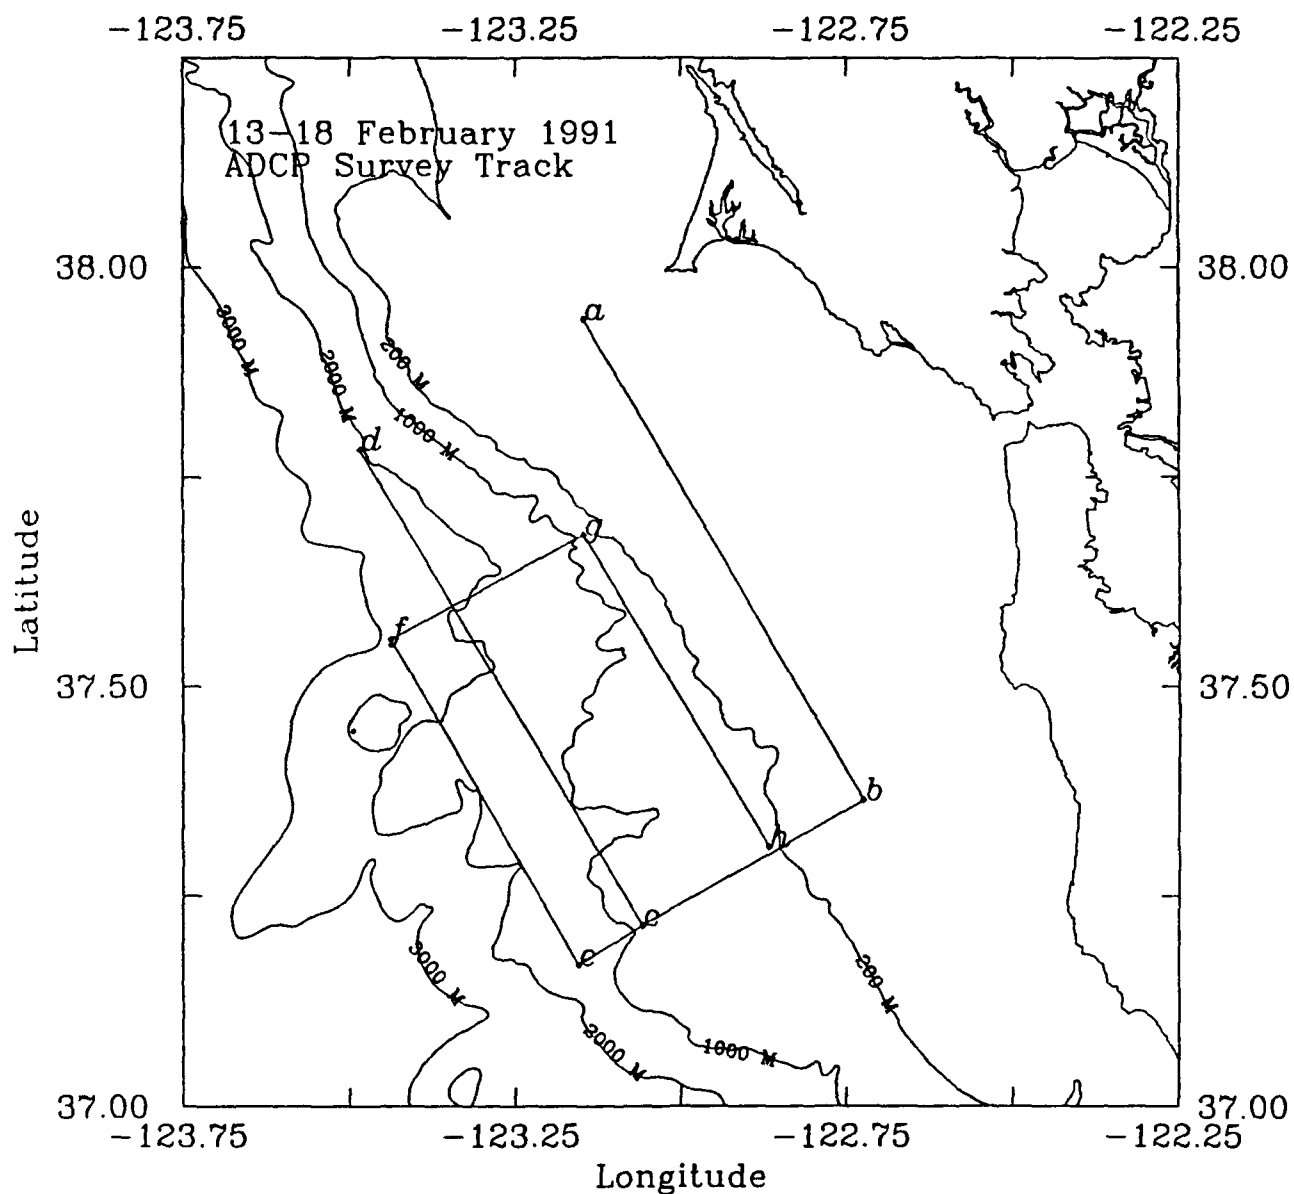 -123.75 -123.25 -122.75 -122.25
13-18 February 1991
ADCP Survey Track
38.00 38.00
a
3000 M
2000 M
200 M
1000 M
d
g
f
Latitude
37.50 37.50
b
h
c
e
3000 M
200 M
2000 M
1000 M
37.00 37.00
-123.75 -123.25 -122.75 -122.25
Longitude